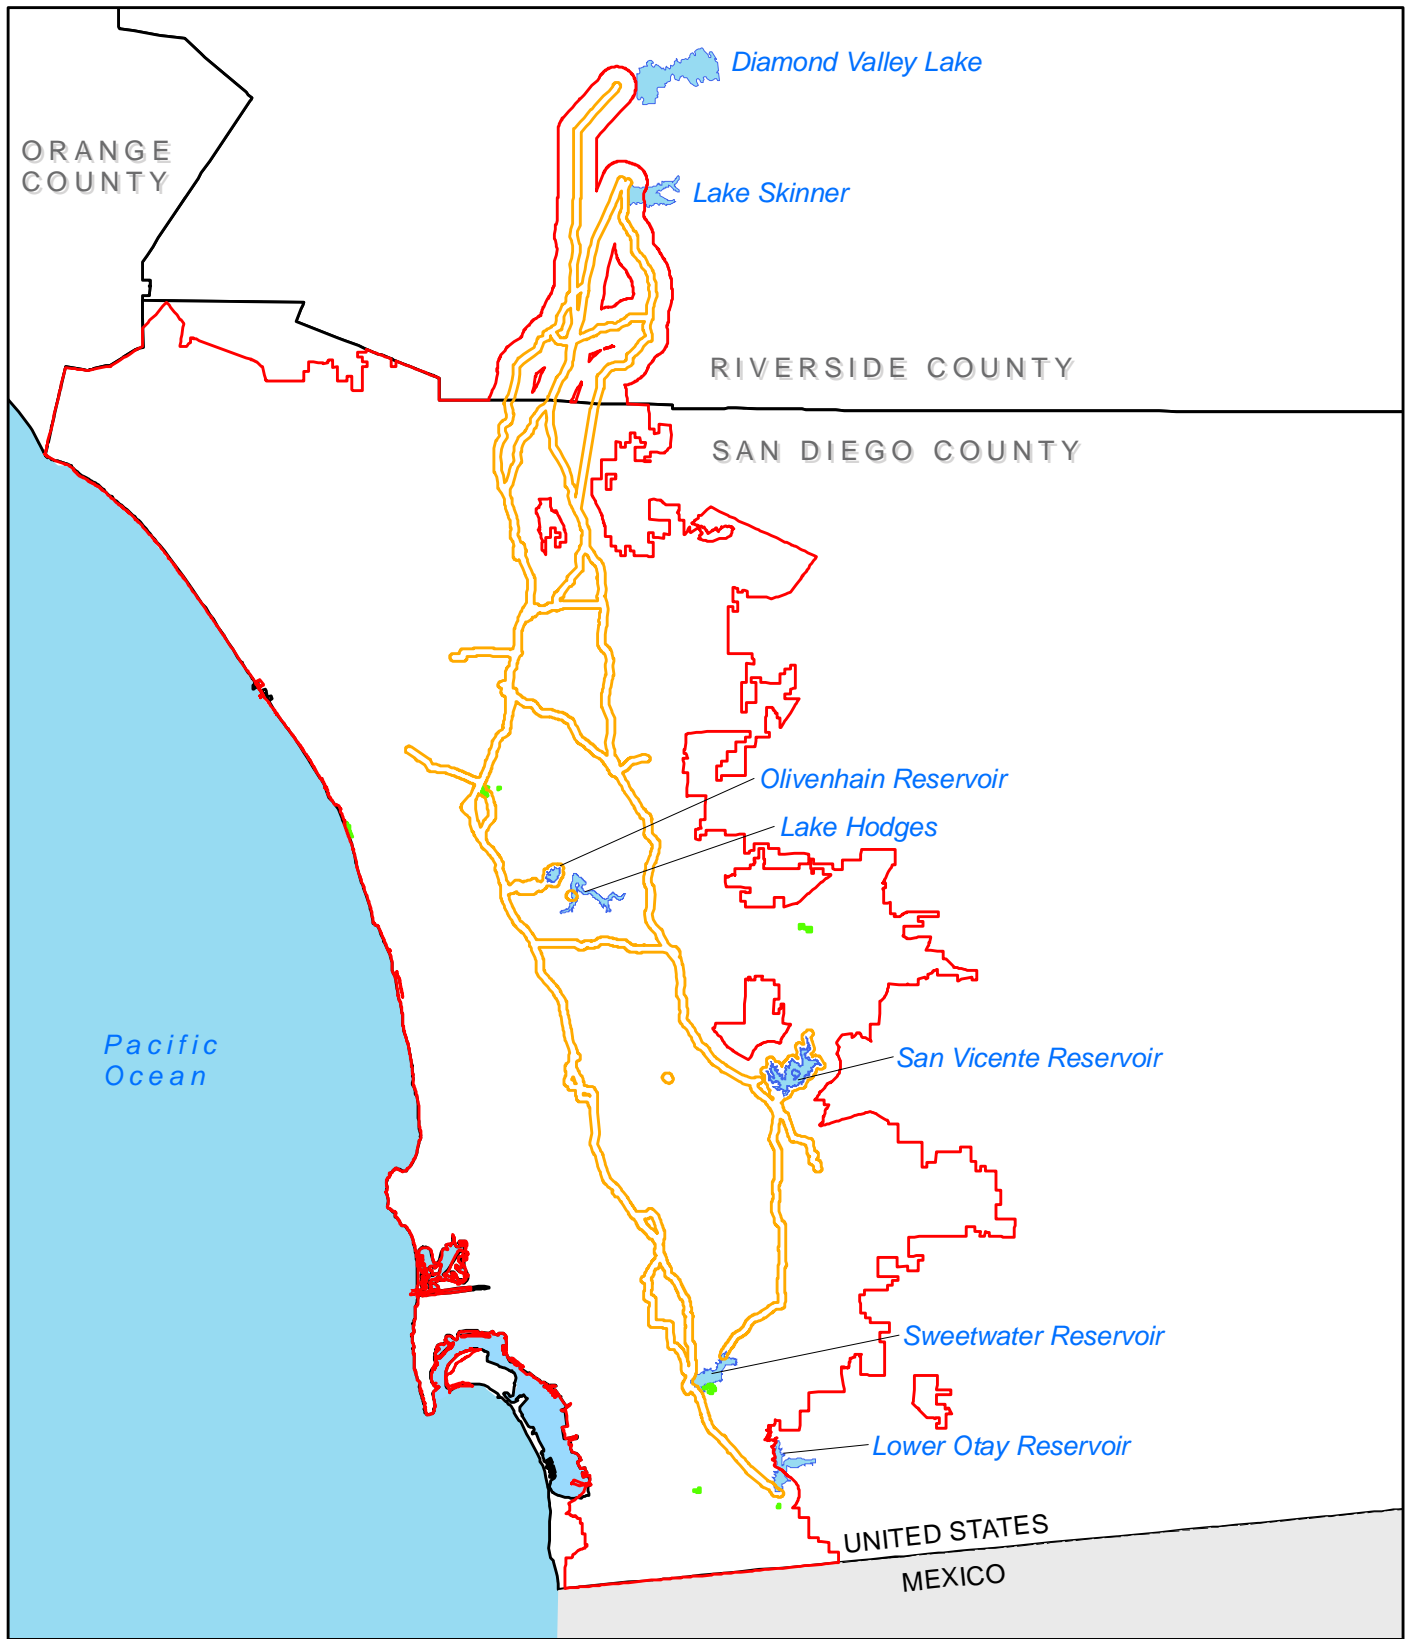 Diamond Valley Lake
ORANGE
COUNTY
Lake Skinner
RIVERSIDE COUNTY
SAN DIEGO COUNTY
Olivenhain Reservoir
Lake Hodges
Pacific
Ocean
San Vicente Reservoir
Sweetwater Reservoir
Lower Otay Reservoir
UNITED STATES
MEXICO